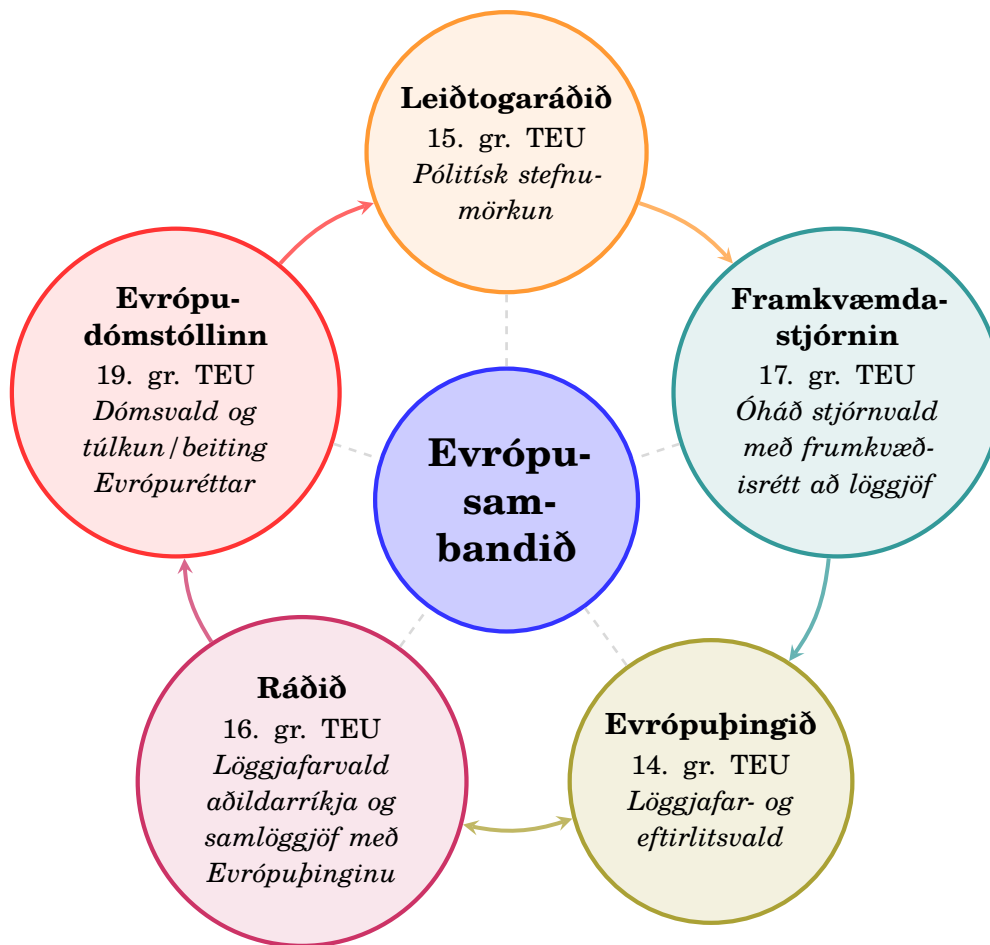 Leiðtogaráðið
15. gr. TEU
Pólitísk stefnu-
mörkun
Framkvæmda-
stjórnin
17. gr. TEU
Óháð stjórnvald
með frumkvæð-
isrétt að löggjöf
Evrópuþingið
14. gr. TEU
Löggjafar- og
eftirlitsvald
Ráðið
16. gr. TEU
Löggjafarvald
aðildarríkja og
samlöggjöf með
Evrópuþinginu
Evrópu-
dómstóllinn
19. gr. TEU
Dómsvald og
túlkun/beiting
Evrópuréttar
Evrópu-
sam-
bandið